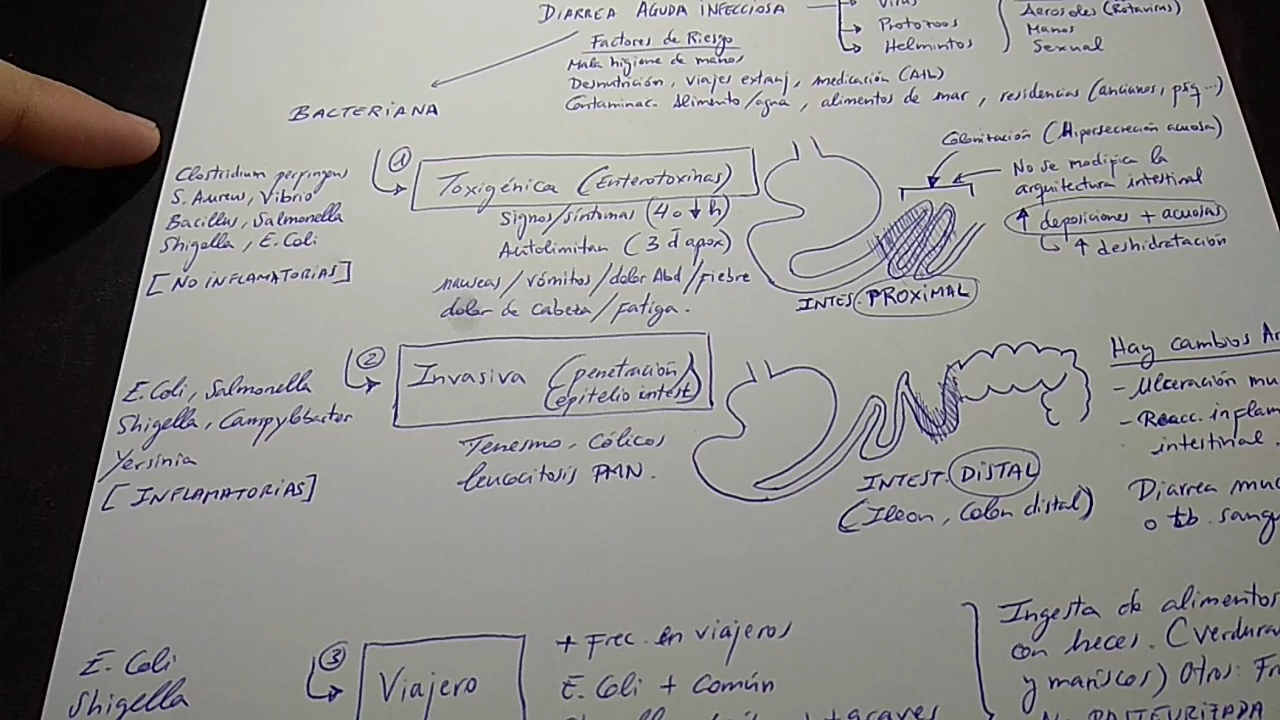 DIARREA AGUDA INFECCIOSA
Virus
Protozoos
Helmintos
Aerosoles (Rotavirus)
Manos
Sexual
Factores de Riesgo
Mala higiene de manos
Desnutrición, viajes extranj, medicación (Atb)
Contaminac. Alimento/agua, alimentos de mar, residencias (ancianos, psq...)
BACTERIANA
Clostridium perfingens
S. Aureus, Vibrio
Bacillus, Salmonella
Shigella, E. Coli
[NO INFLAMATORIAS]
① Toxigénica (Enterotoxinas)
Signos/síntomas (4 o ↓ h)
Autolimitan (3 d apox)
nauseas/vómitos/dolor Abd/fiebre
dolor de cabeza/fatiga.
Colonización (Hipersecreción acuosa)
No se modifica la
arquitectura intestinal
↑ deposiciones + acuosas
↑ deshidratación
INTES. PROXIMAL
E. Coli, Salmonella
Shigella, Campylobacter
Yersinia
[INFLAMATORIAS]
② Invasiva (penetración
epitelio intest)
Tenesmo, Cólicos
leucocitosis PMN.
INTEST. DISTAL
(Ileon, Colon distal)
Hay cambios
- Ulceración
- Reacc.
intestinal.
Diarrea
o tb.
E. Coli
Shigella
③ Viajero
+ Frec. en viajeros
E. Coli + Común
Ingesta de alimentos
con heces. (verduras
y mariscos) Otros:
PASTEURIZADA